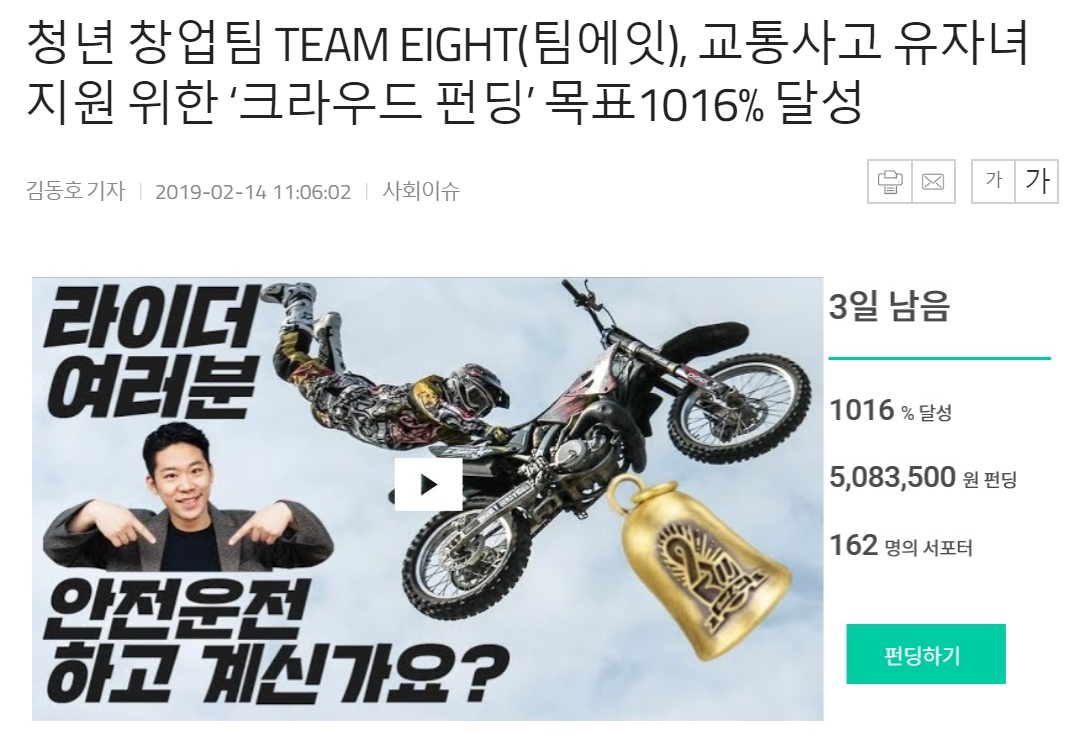 청년 창업팀 TEAM EIGHT(팀에잇), 교통사고 유자녀
지원 위한 ‘크라우드 펀딩’ 목표1016% 달성
김동호 기자 | 2019-02-14 11:06:02 | 사회이슈
가 가
라이더
여러분
안전운전
하고 계신가요?
3일 남음
1016 % 달성
5,083,500 원 펀딩
162 명의 서포터
펀딩하기